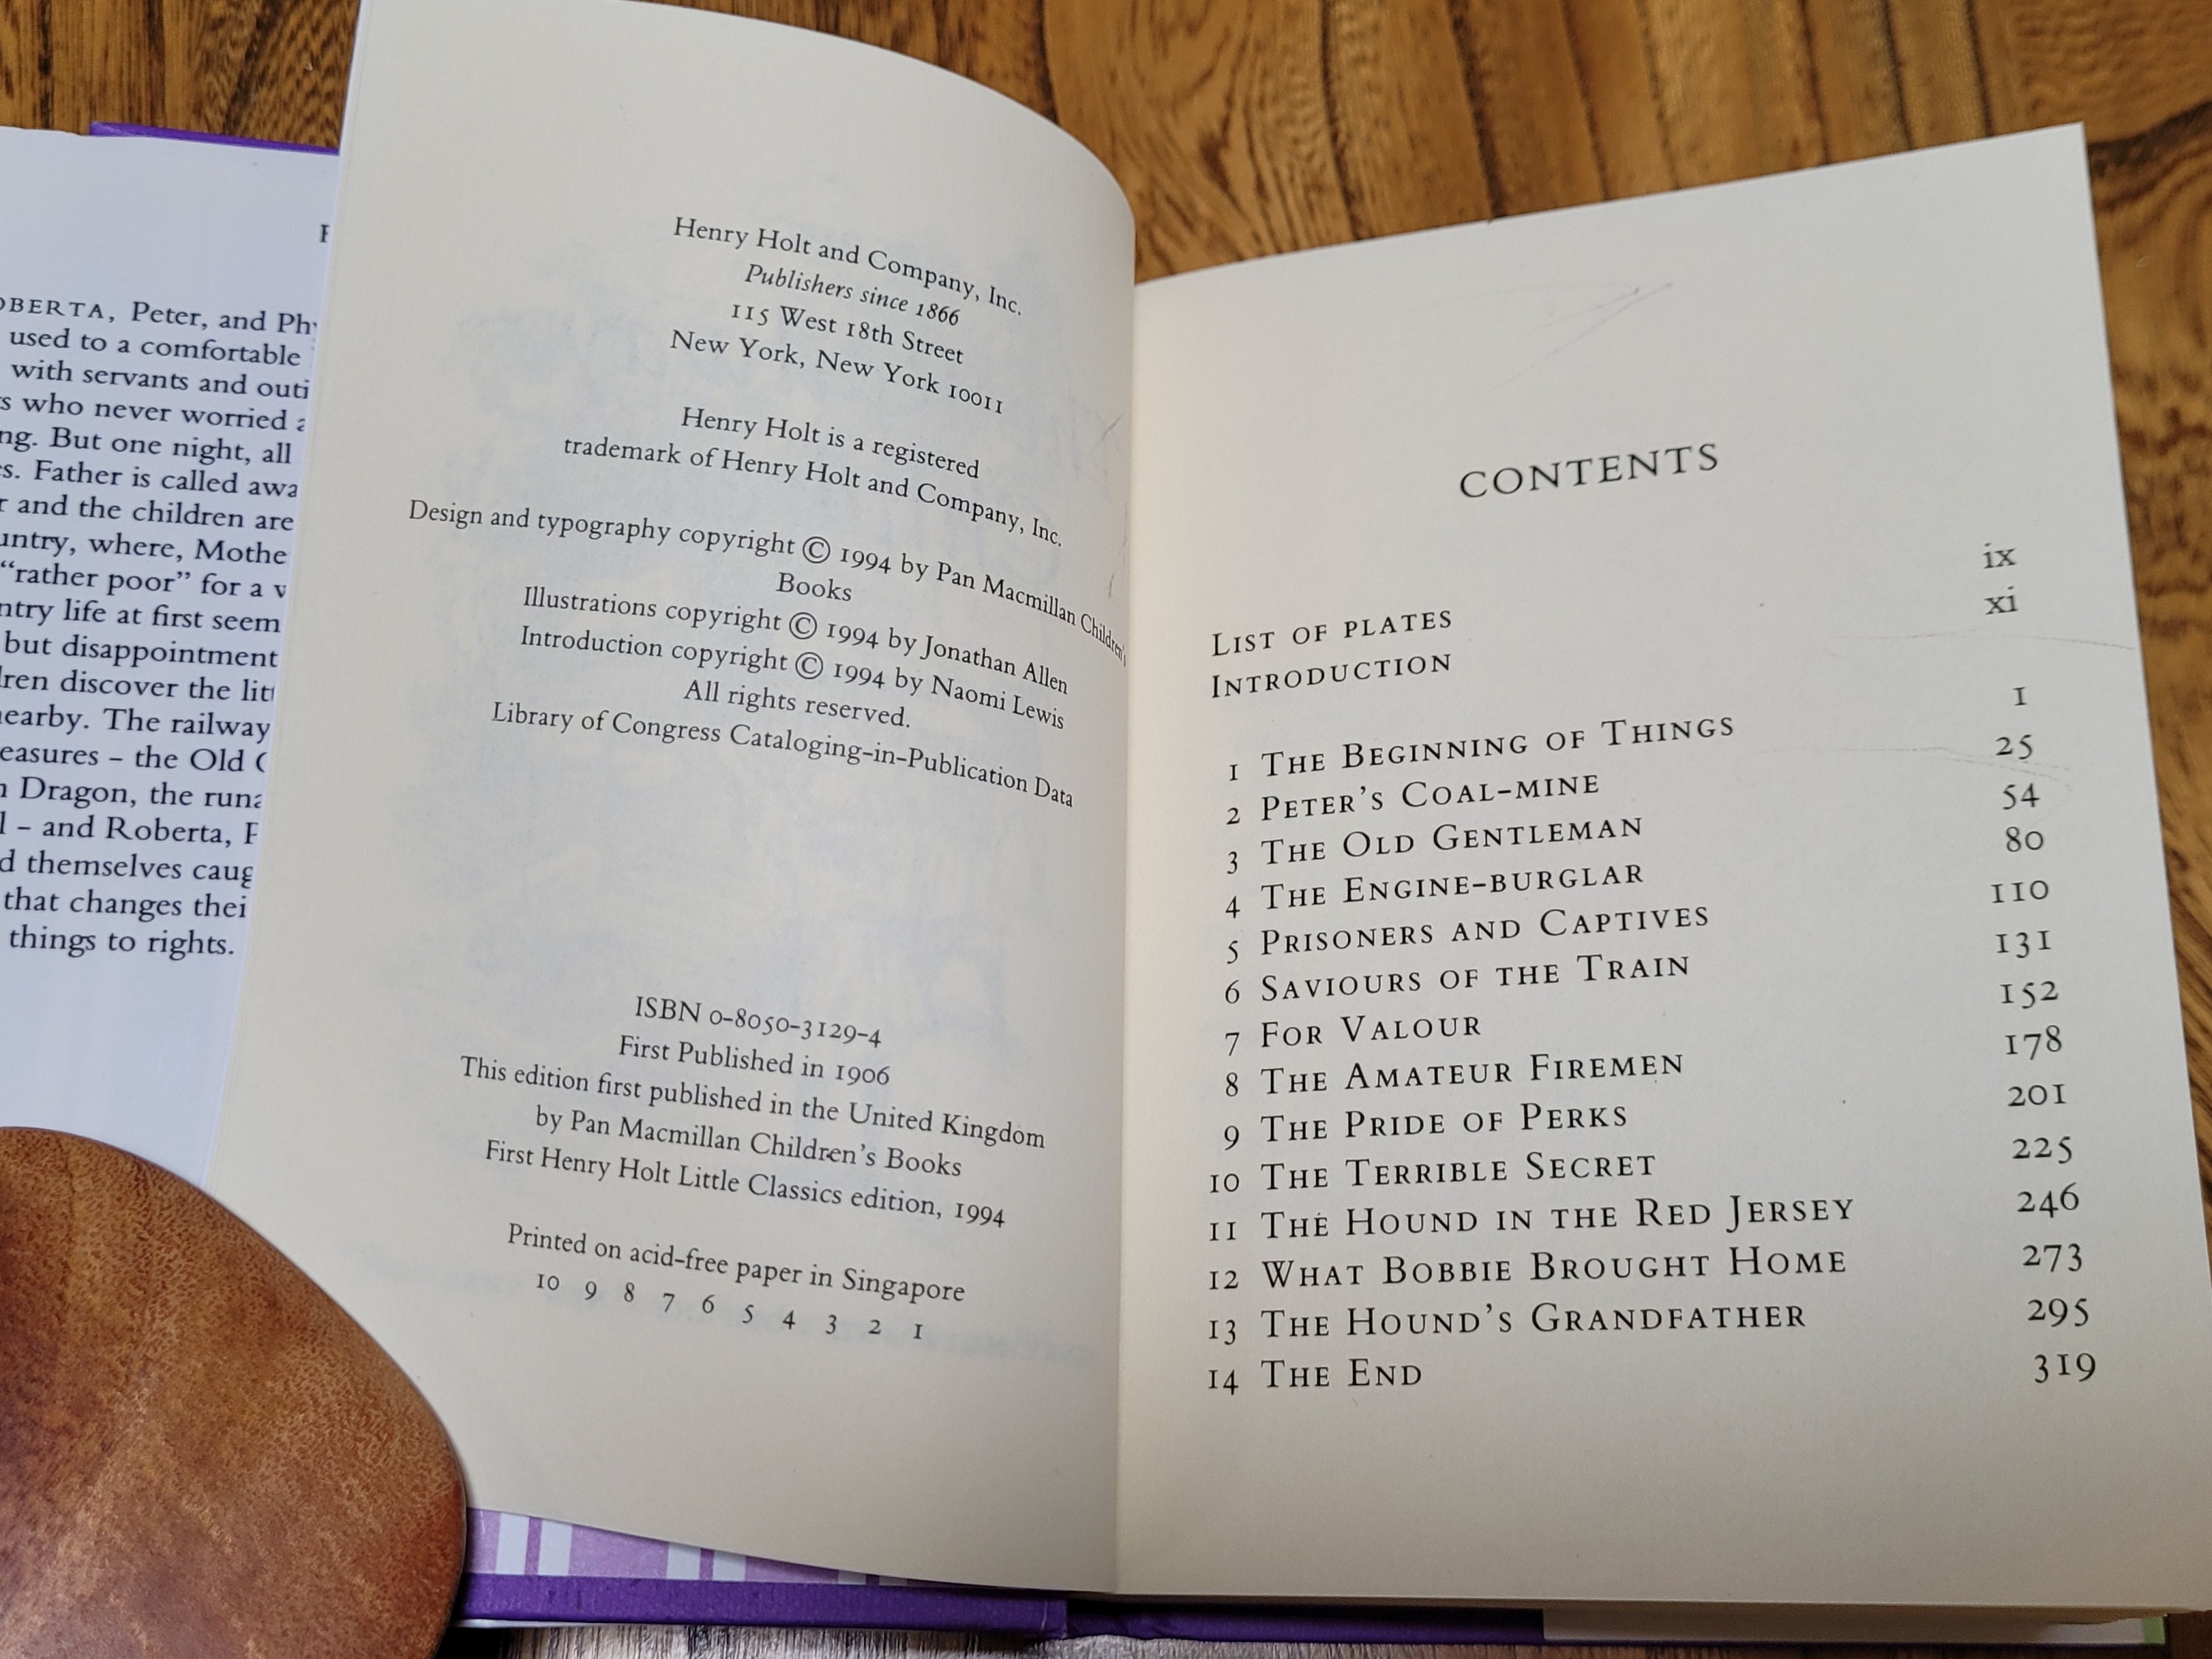 OBERTA, Peter, and
used to a comfortable
with servants and
who never worried
But one night, all
Father is called
and the children are
where,
"rather poor" for a
life at first seem
but disappointment
discover the
nearby. The railway
the Old
Dragon, the
– and Roberta,
themselves
that changes
things to rights.
Henry Holt and Company, Inc.
Publishers since 1866
115 West 18th Street
New York, New York 10011
Henry Holt is a registered
trademark of Henry Holt and Company, Inc.
Design and typography copyright © 1994 by Pan Macmillan Children's
Books
Illustrations copyright © 1994 by Jonathan Allen
Introduction copyright © 1994 by Naomi Lewis
All rights reserved.
Library of Congress Cataloging-in-Publication Data
ISBN 0-8050-3129-4
First Published in 1906
This edition first published in the United Kingdom
by Pan Macmillan Children's Books
First Henry Holt Little Classics edition, 1994
Printed on acid-free paper in Singapore
10 9 8 7 6 5 4 3 2 1
CONTENTS
LIST OF PLATES ix
INTRODUCTION xi
1 THE BEGINNING OF THINGS 1
2 PETER'S COAL-MINE 25
3 THE OLD GENTLEMAN 54
4 THE ENGINE-BURGLAR 80
5 PRISONERS AND CAPTIVES 110
6 SAVIOURS OF THE TRAIN 131
7 FOR VALOUR 152
8 THE AMATEUR FIREMEN 178
9 THE PRIDE OF PERKS 201
10 THE TERRIBLE SECRET 225
11 THE HOUND IN THE RED JERSEY 246
12 WHAT BOBBIE BROUGHT HOME 273
13 THE HOUND'S GRANDFATHER 295
14 THE END 319